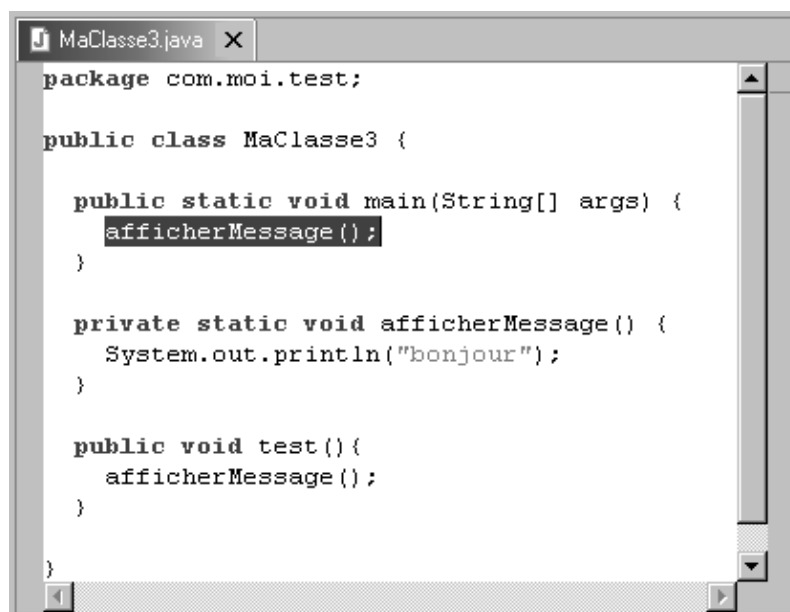 MaClasse3.java
package com.moi.test;
public class MaClasse3 {
public static void main(String[] args) {
afficherMessage();
}
private static void afficherMessage() {
System.out.println("bonjour");
}
public void test(){
afficherMessage();
}
}